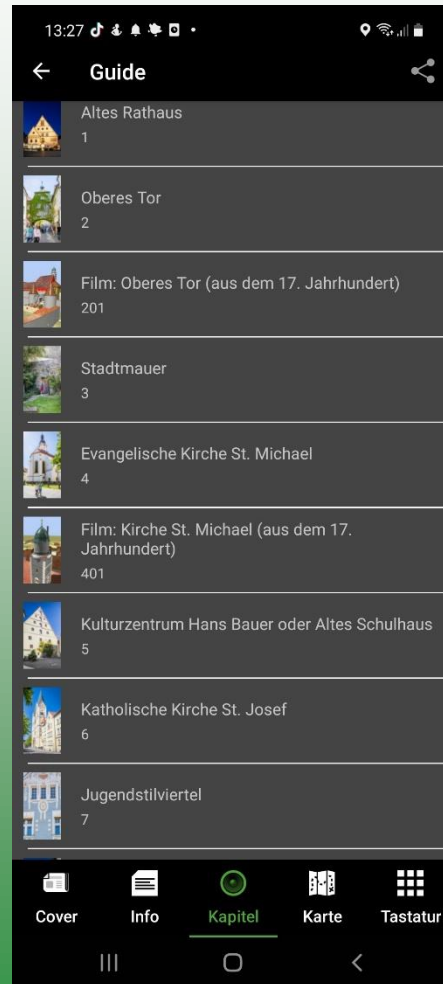 13:27
Guide
Altes Rathaus
1
Oberes Tor
2
Film: Oberes Tor (aus dem 17. Jahrhundert)
201
Stadtmauer
3
Evangelische Kirche St. Michael
4
Film: Kirche St. Michael (aus dem 17.
Jahrhundert)
401
Kulturzentrum Hans Bauer oder Altes Schulhaus
5
Katholische Kirche St. Josef
6
Jugendstilviertel
7
Cover Info Kapitel Karte Tastatur